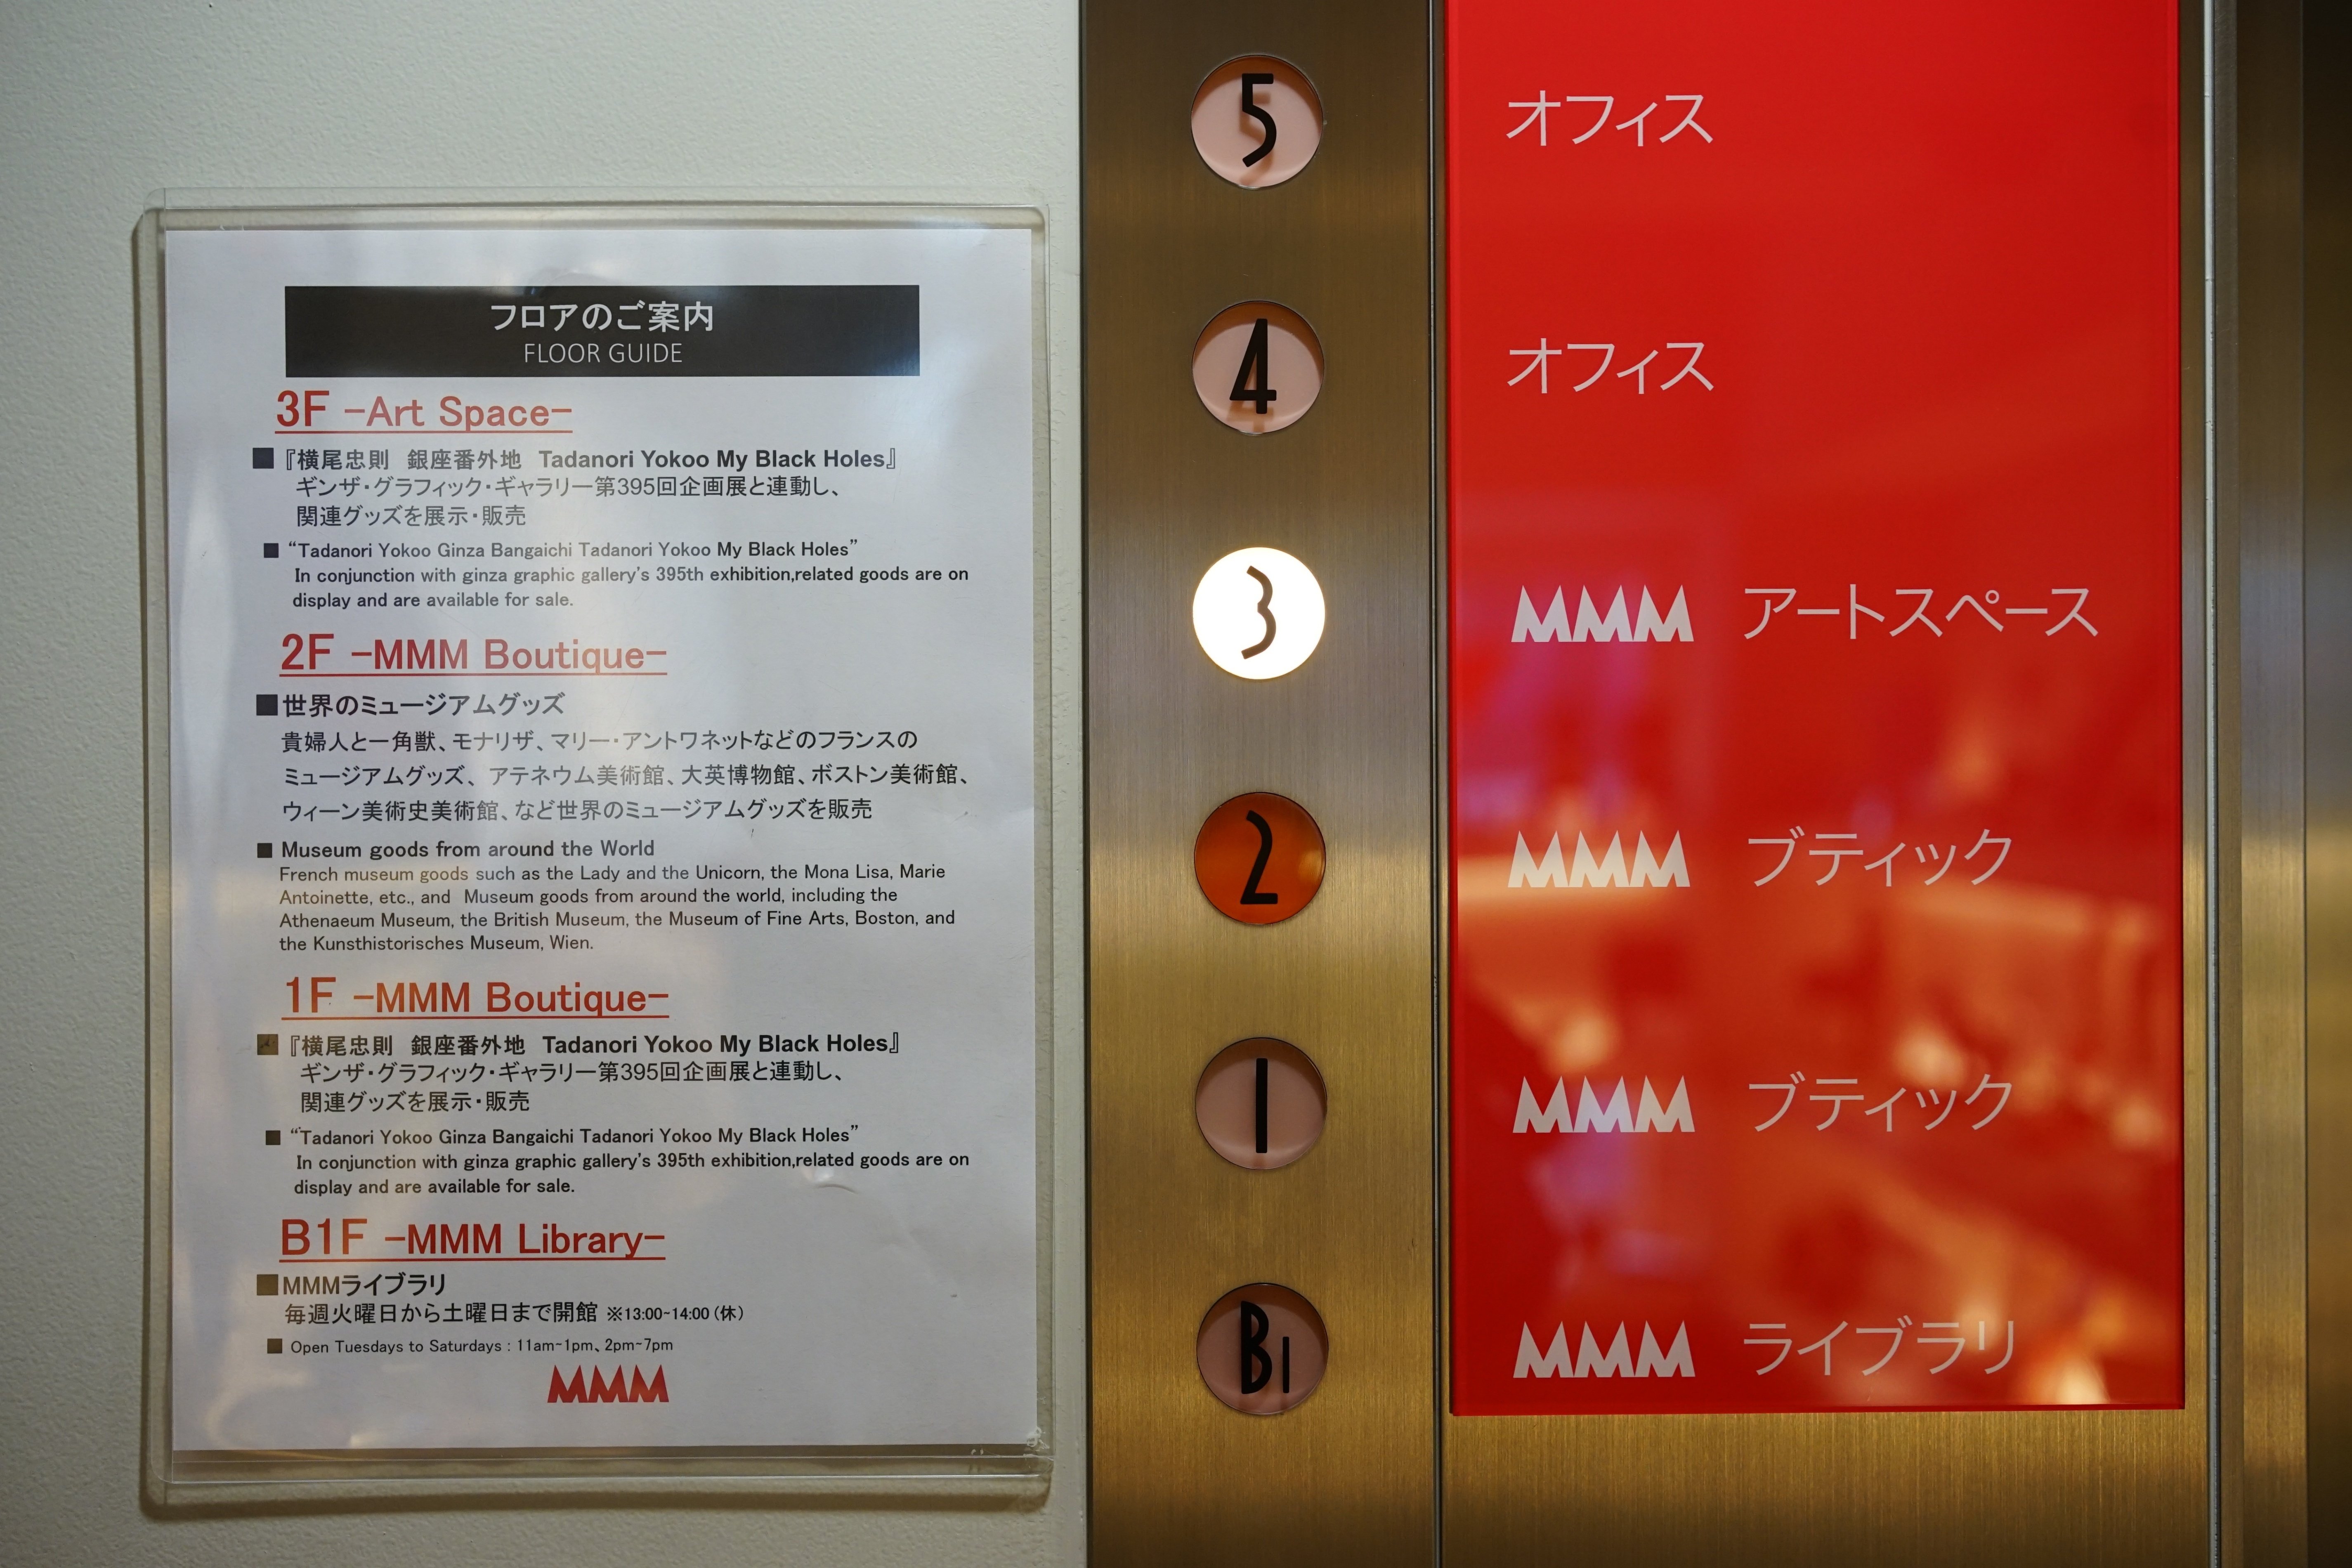 フロアのご案内
FLOOR GUIDE
3F -Art Space-
■『横尾忠則　銀座番外地　Tadanori Yokoo My Black Holes』
ギンザ・グラフィック・ギャラリー第395回企画展と連動し、
関連グッズを展示・販売
■ “Tadanori Yokoo Ginza Bangaichi Tadanori Yokoo My Black Holes”
In conjunction with ginza graphic gallery's 395th exhibition,related goods are on
display and are available for sale.
2F -MMM Boutique-
■世界のミュージアムグッズ
貴婦人と一角獣、モナリザ、マリー・アントワネットなどのフランスの
ミュージアムグッズ、アテネウム美術館、大英博物館、ボストン美術館、
ウィーン美術史美術館、など世界のミュージアムグッズを販売
■ Museum goods from around the World
French museum goods such as the Lady and the Unicorn, the Mona Lisa, Marie
Antoinette, etc., and Museum goods from around the world, including the
Athenaeum Museum, the British Museum, the Museum of Fine Arts, Boston, and
the Kunsthistorisches Museum, Wien.
1F -MMM Boutique-
■『横尾忠則　銀座番外地　Tadanori Yokoo My Black Holes』
ギンザ・グラフィック・ギャラリー第395回企画展と連動し、
関連グッズを展示・販売
■ “Tadanori Yokoo Ginza Bangaichi Tadanori Yokoo My Black Holes”
In conjunction with ginza graphic gallery's 395th exhibition,related goods are on
display and are available for sale.
B1F -MMM Library-
■MMMライブラリ
毎週火曜日から土曜日まで開館 ※13:00~14:00（休）
■ Open Tuesdays to Saturdays : 11am~1pm、2pm~7pm
MMM
5 オフィス
4 オフィス
3 MMM アートスペース
2 MMM ブティック
1 MMM ブティック
B1 MMM ライブラリ